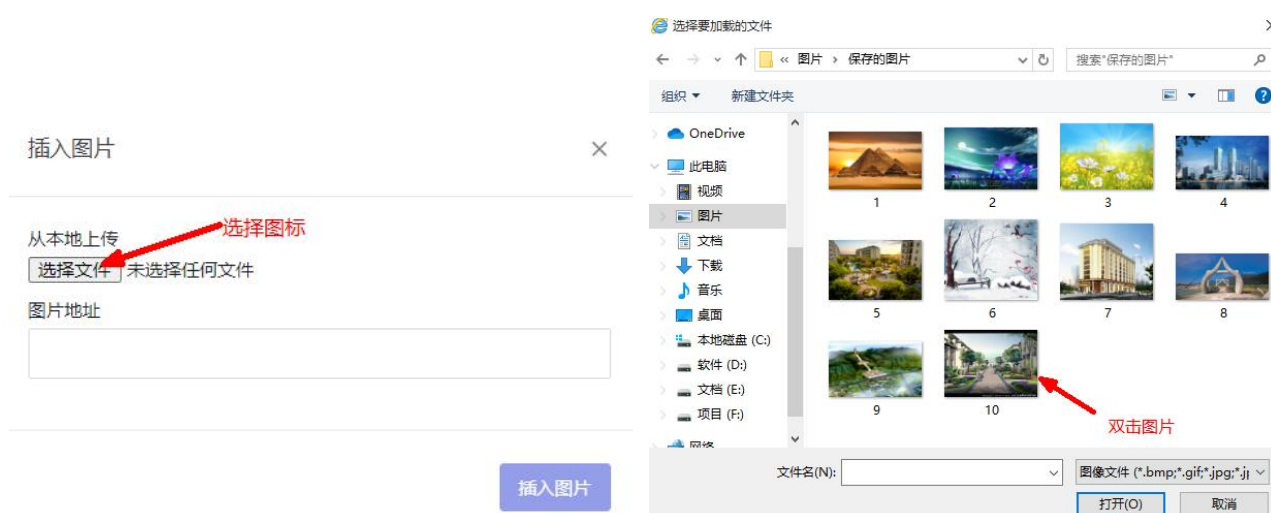 插入图片
从本地上传
选择图标
选择文件 未选择任何文件
图片地址
插入图片
选择要加载的文件
« 图片 › 保存的图片
搜索"保存的图片"
组织
新建文件夹
OneDrive
此电脑
视频
图片
文档
下载
音乐
桌面
本地磁盘 (C:)
软件 (D:)
文档 (E:)
项目 (F:)
网络
1 2 3 4
5 6 7 8
9 10
双击图片
文件名(N):
图像文件 (*.bmp;*.gif;*.jpg;*.j
打开(O) 取消